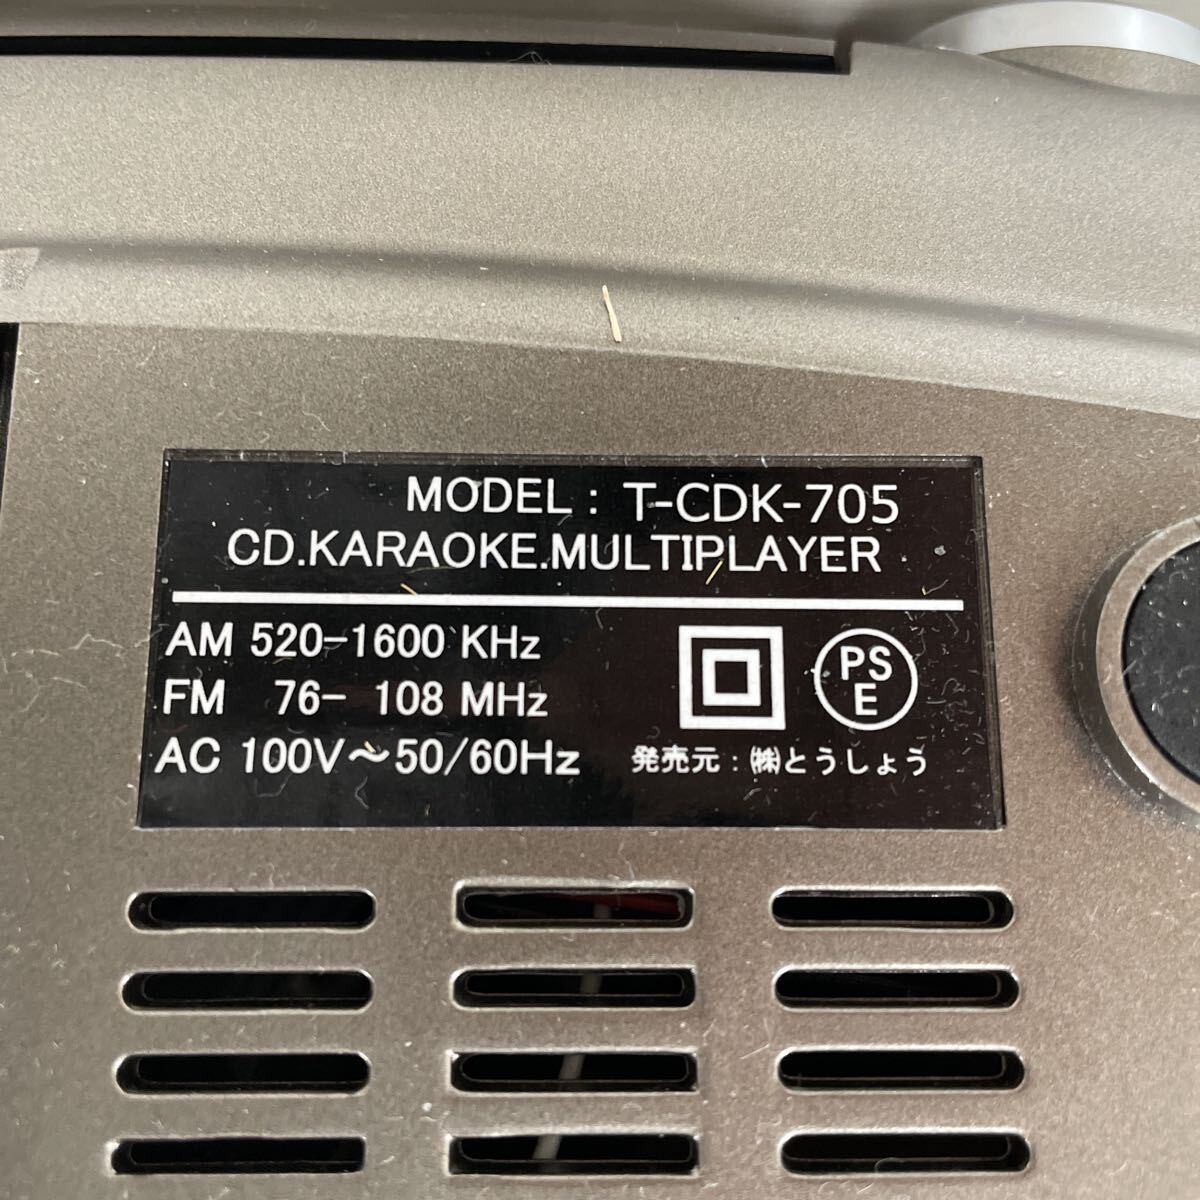 MODEL : T-CDK-705
CD.KARAOKE.MULTIPLAYER
AM 520-1600 KHz
FM 76- 108 MHz
AC 100V～50/60Hz
PS
E
発売元：㈱とうしょう